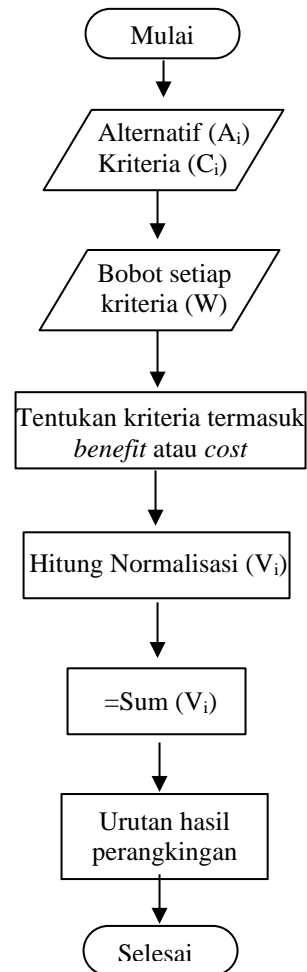 Mulai
Alternatif (Ai)
Kriteria (Ci)
Bobot setiap
kriteria (W)
Tentukan kriteria termasuk
benefit atau cost
Hitung Normalisasi (Vi)
=Sum (Vi)
Urutan hasil
perangkingan
Selesai